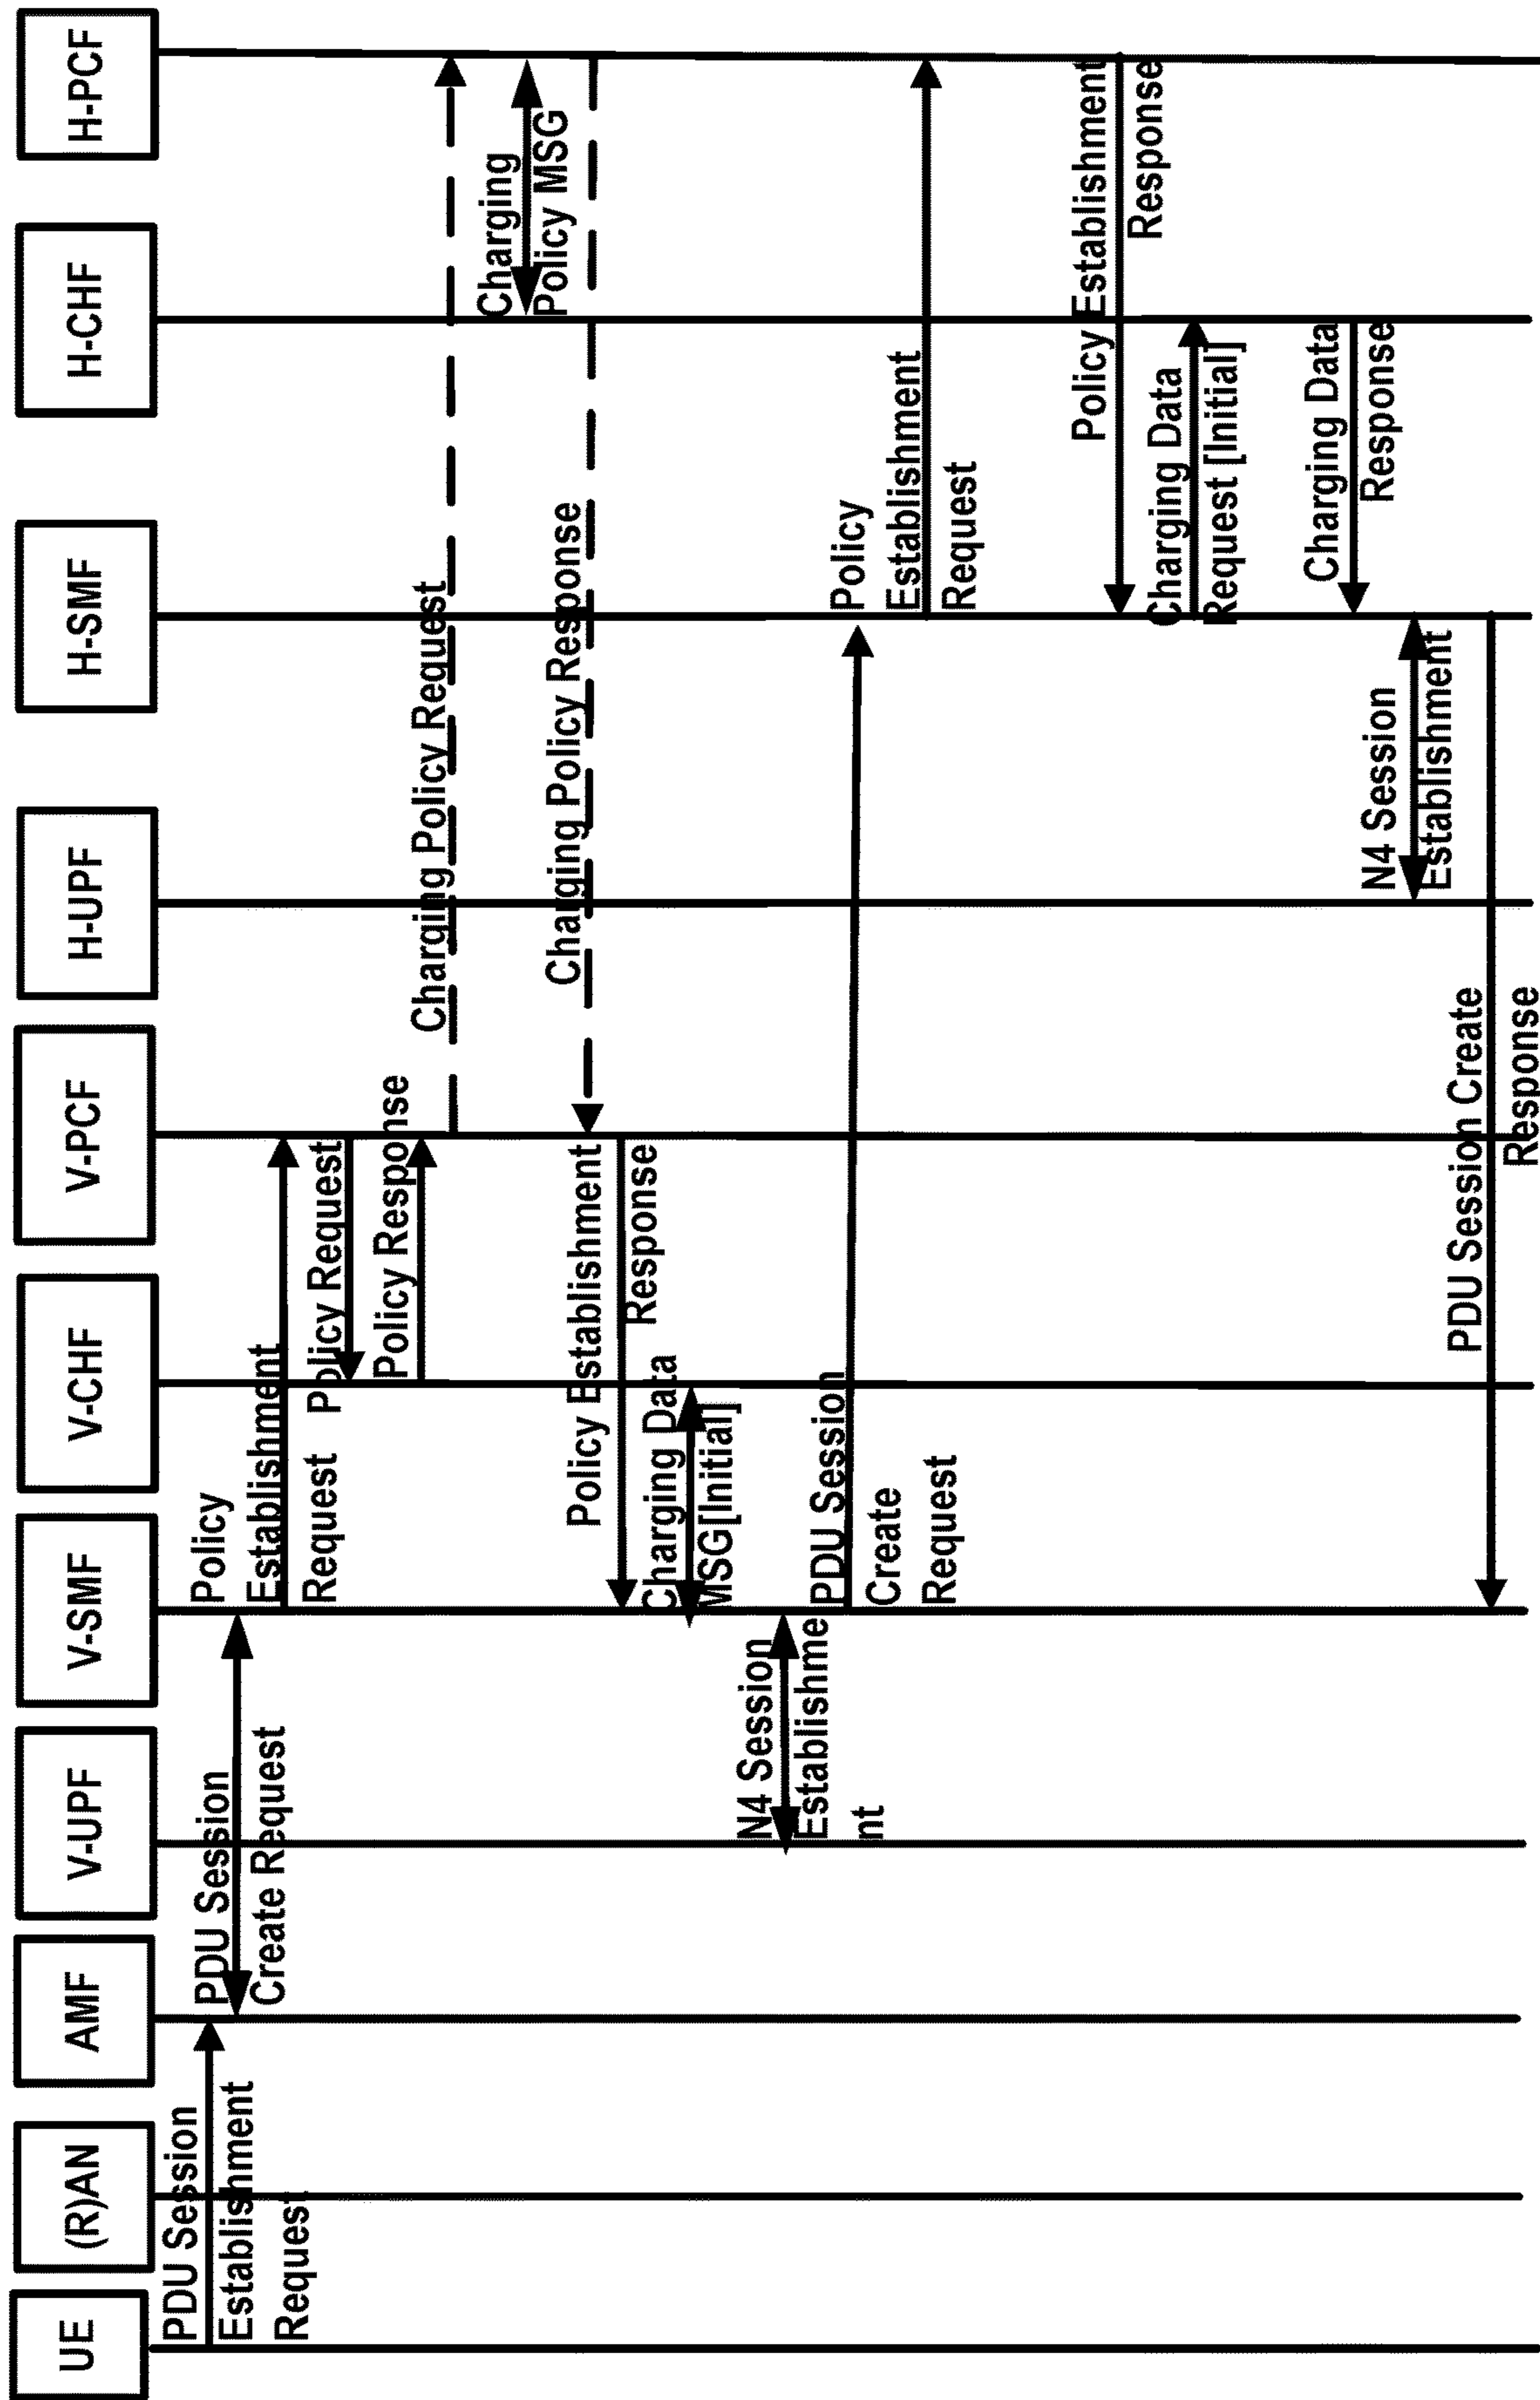 UE
(R)AN
AMF
V-UPF
V-SMF
V-CHF
V-PCF
H-UPF
H-SMF
H-CHF
H-PCF
PDU Session
Establishment
Request
PDU Session
Create Request
Policy
Establishment
Request
Policy Request
Policy Response
Charging Policy Request
Charging
Policy MSG
Charging Policy Response
Policy Establishment
Response
Charging Data
MSG[Initial]
N4 Session
Establishme
nt
PDU Session
Create
Request
Policy
Establishment
Request
Policy Establishment
Response
Charging Data
Request [Initial]
Charging Data
Response
N4 Session
Establishment
PDU Session Create
Response